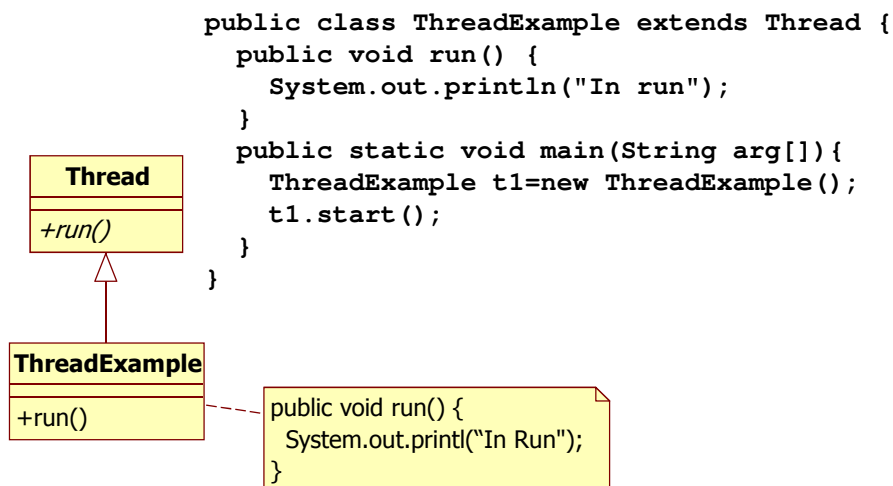 public class ThreadExample extends Thread {
public void run() {
System.out.println("In run");
}
public static void main(String arg[]){
ThreadExample t1=new ThreadExample();
t1.start();
}
}
Thread
+run()
ThreadExample
+run()
public void run() {
System.out.printl(“In Run");
}